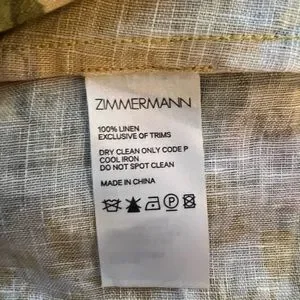 ZIMMERMANN
100% LINEN
EXCLUSIVE OF TRIMS
DRY CLEAN ONLY CODE P
COOL IRON
DO NOT SPOT CLEAN
MADE IN CHINA